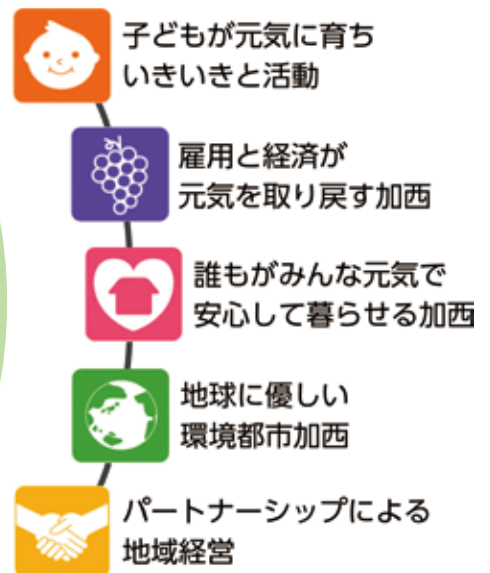 子どもが元気に育ち
いきいきと活動
雇用と経済が
元気を取り戻す加西
誰もがみんな元気で
安心して暮らせる加西
地球に優しい
環境都市加西
パートナーシップによる
地域経営